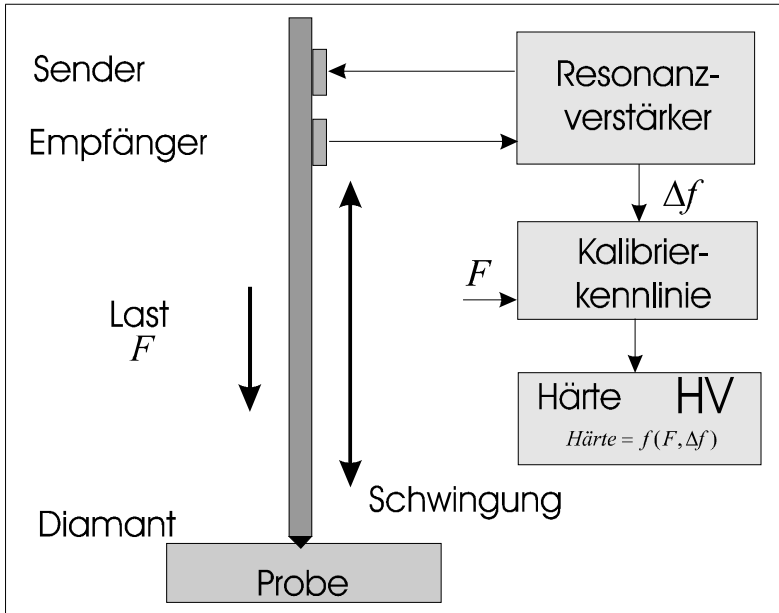 Sender
Empfänger
Resonanz-
verstärker
Δf
Kalibrier-
kennlinie
F
Last
F
Härte HV
Härte = f(F,Δf)
Schwingung
Diamant
Probe